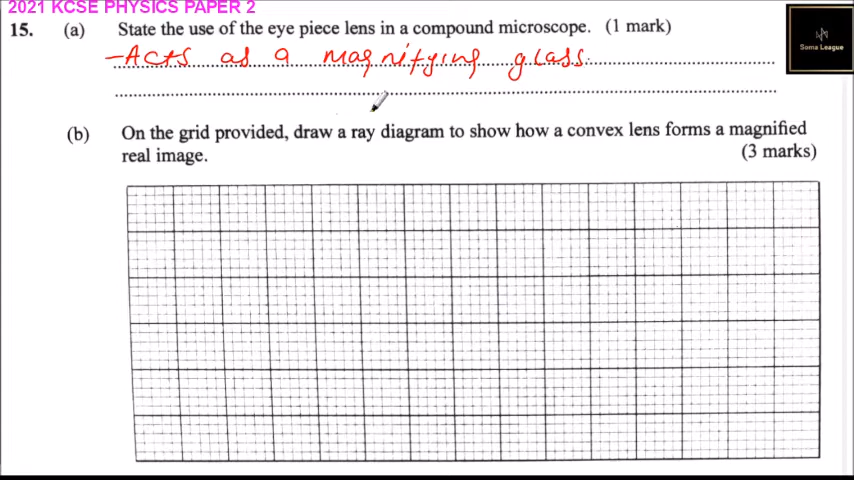 2021 KCSE PHYSICS PAPER 2
15. (a) State the use of the eye piece lens in a compound microscope. (1 mark)
-Acts as a magnifying glass.
Soma League
(b) On the grid provided, draw a ray diagram to show how a convex lens forms a magnified
real image. (3 marks)